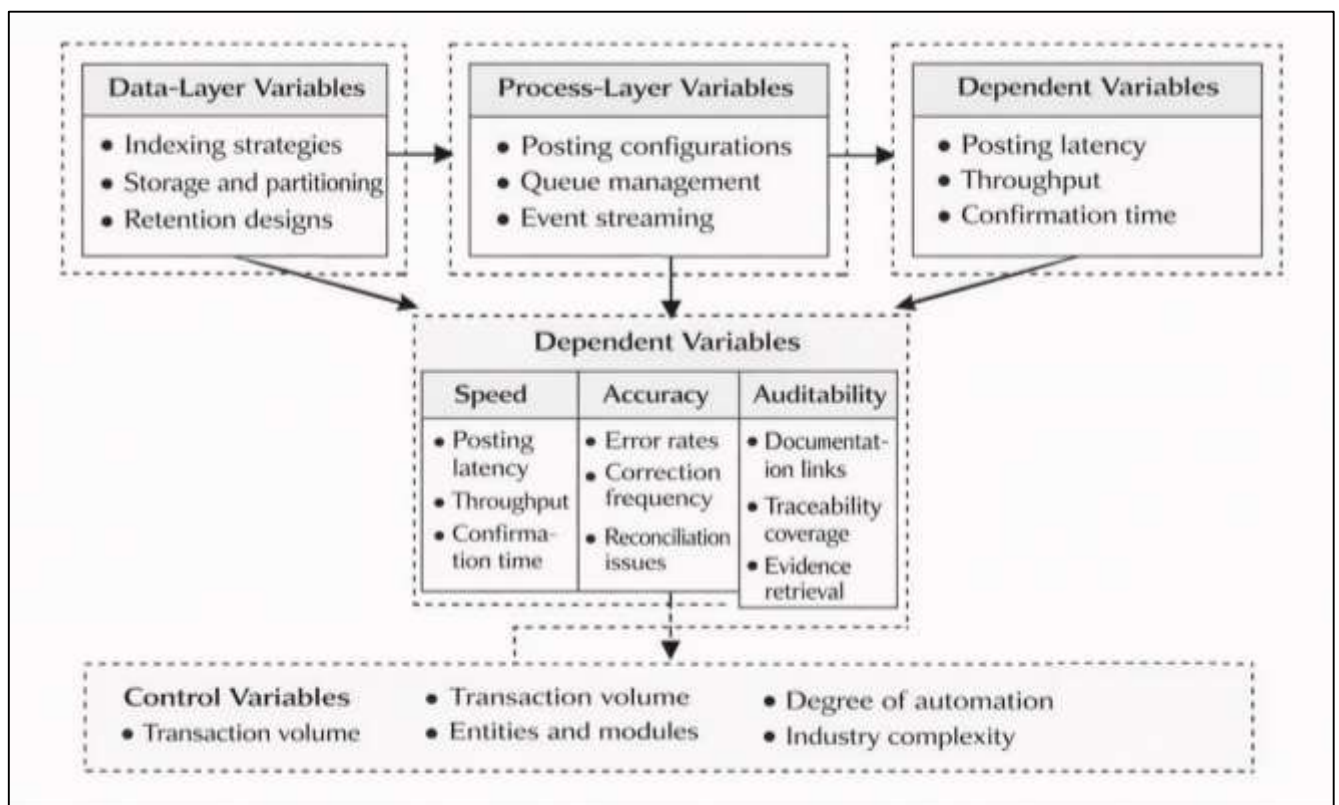 Data-Layer Variables
• Indexing strategies
• Storage and partitioning
• Retention designs
Process-Layer Variables
• Posting configurations
• Queue management
• Event streaming
Dependent Variables
• Posting latency
• Throughput
• Confirmation time
Dependent Variables
Speed
• Posting
latency
• Throughput
• Confirma-
tion time
Accuracy
• Error rates
• Correction
frequency
• Reconciliation
issues
Auditability
• Documentat-
ion links
• Traceability
coverage
• Evidence
retrieval
Control Variables
• Transaction volume
• Transaction volume
• Entities and modules
• Degree of automation
• Industry complexity